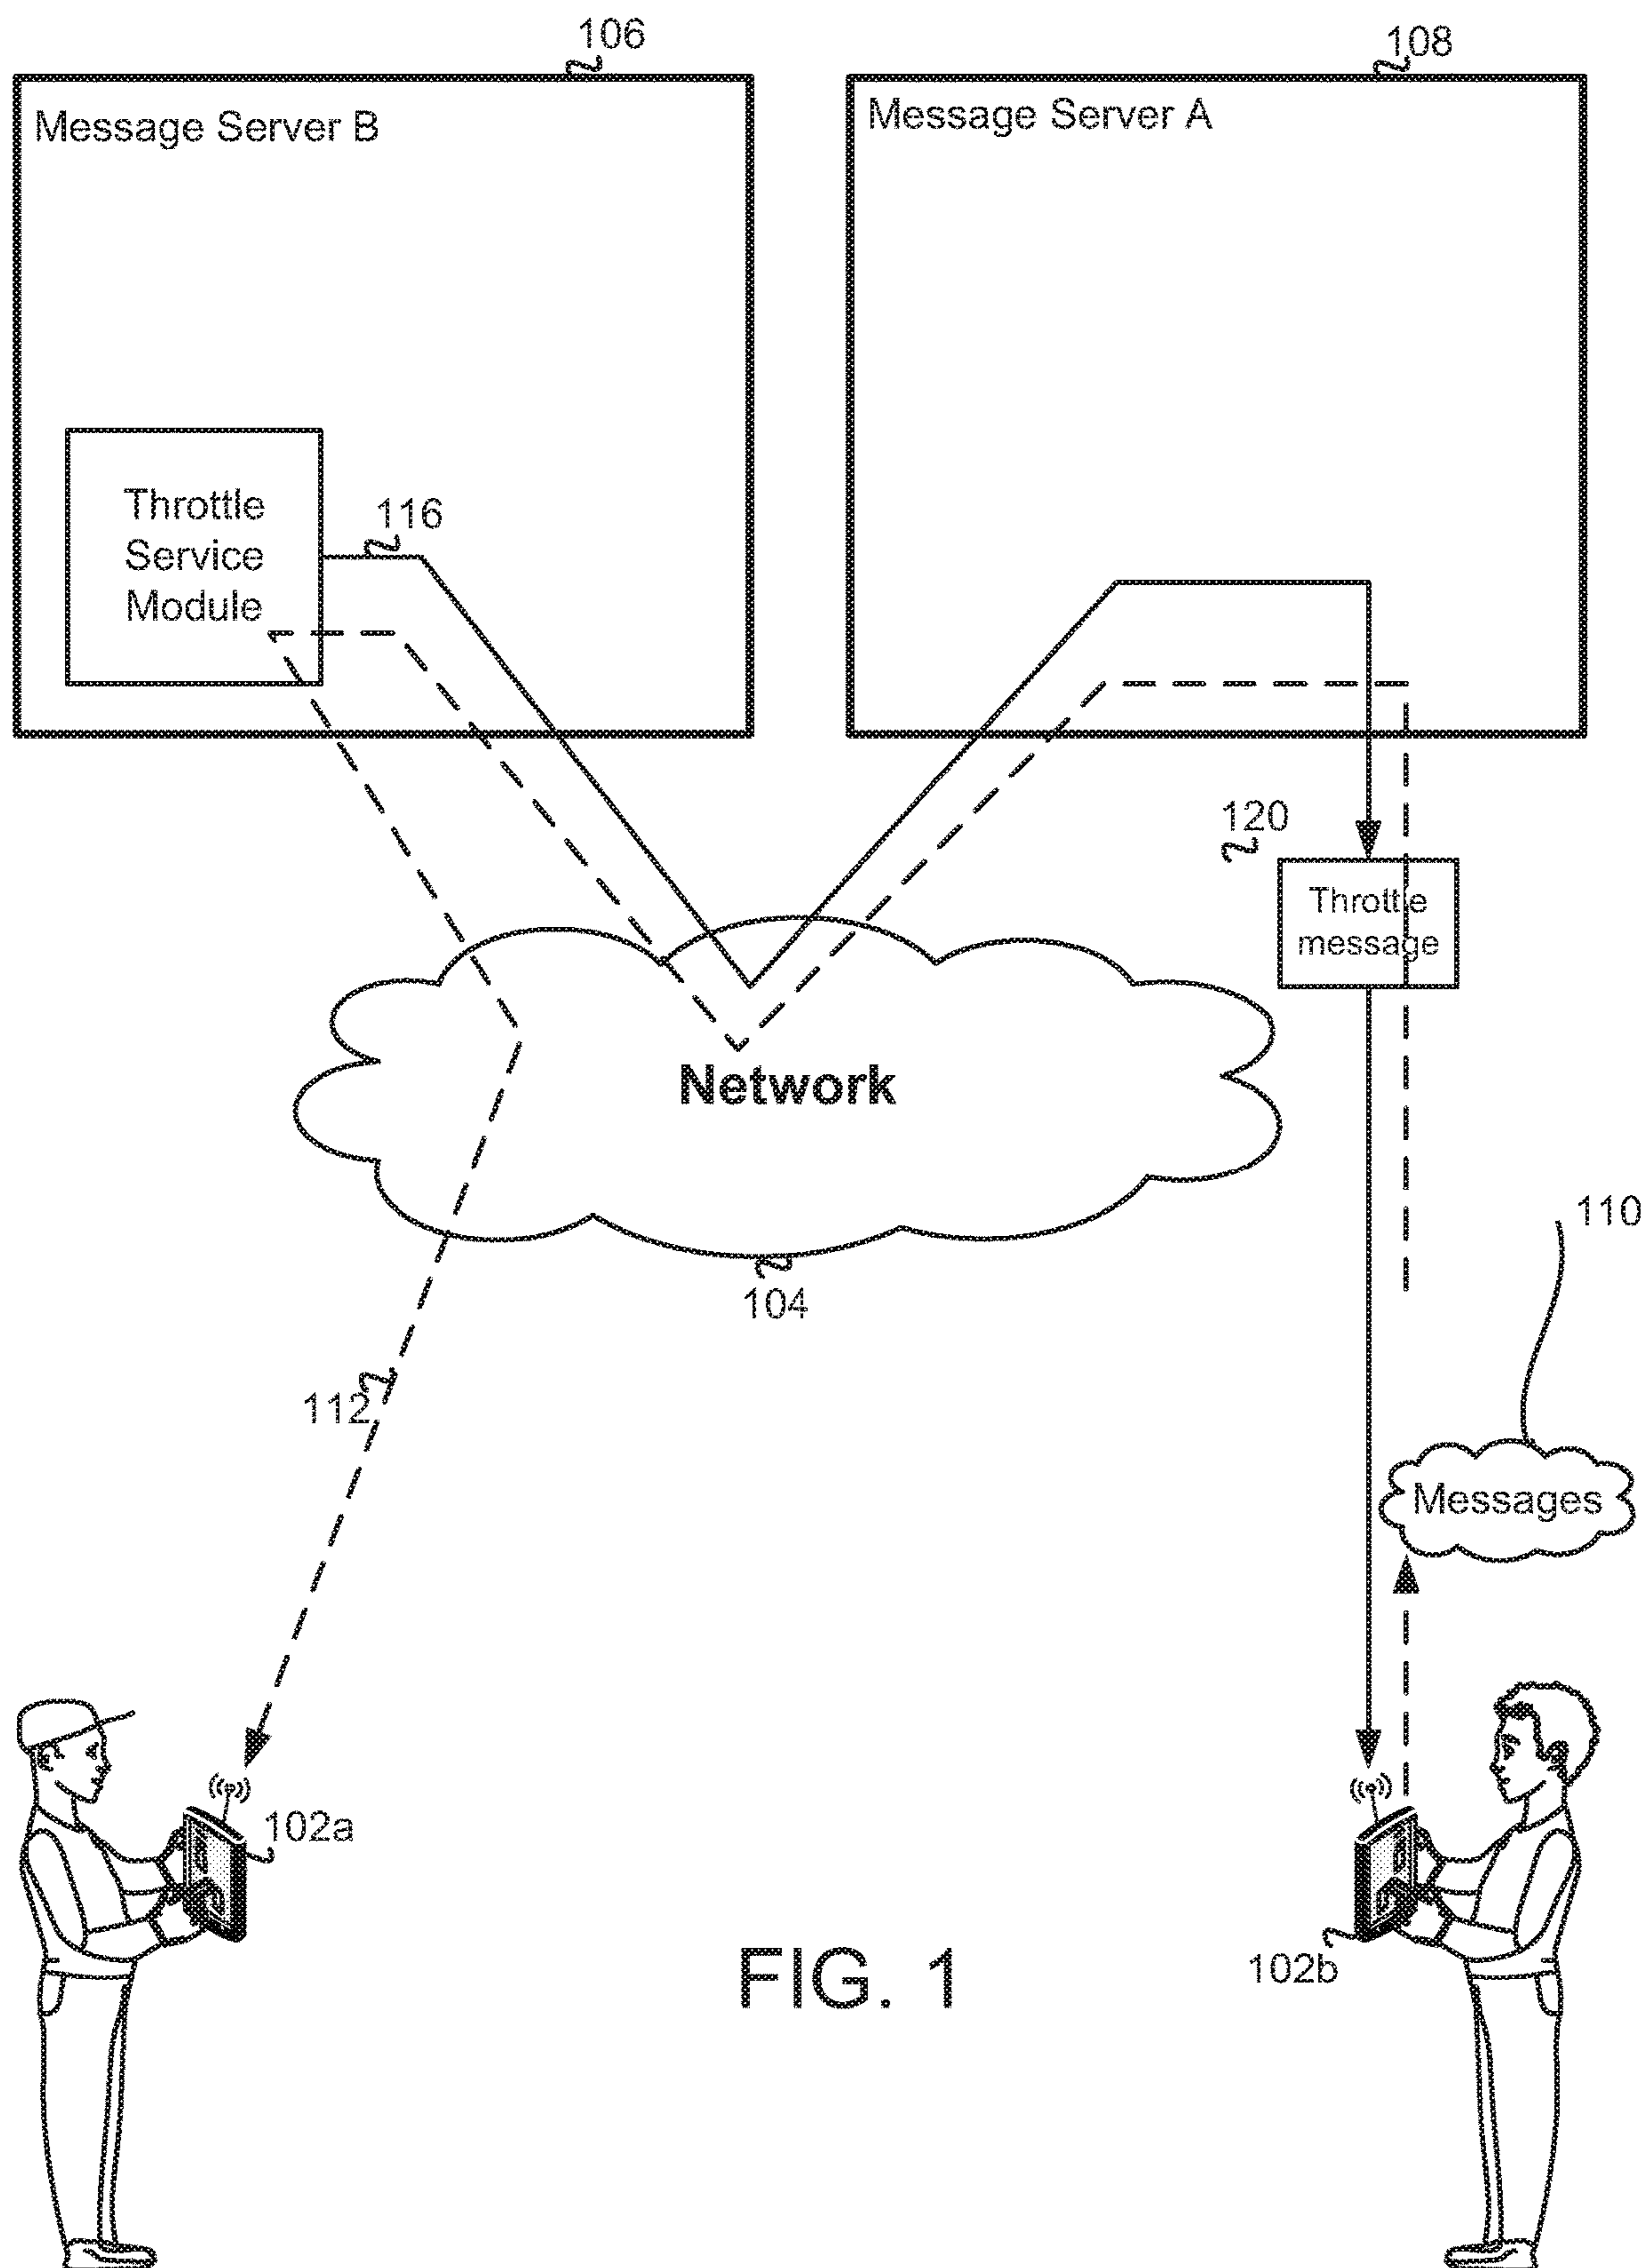 106
108
Message Server B
Message Server A
Throttle
Service
Module
116
120
Throttle
message
Network
110
104
112
Messages
102a
102b
FIG. 1